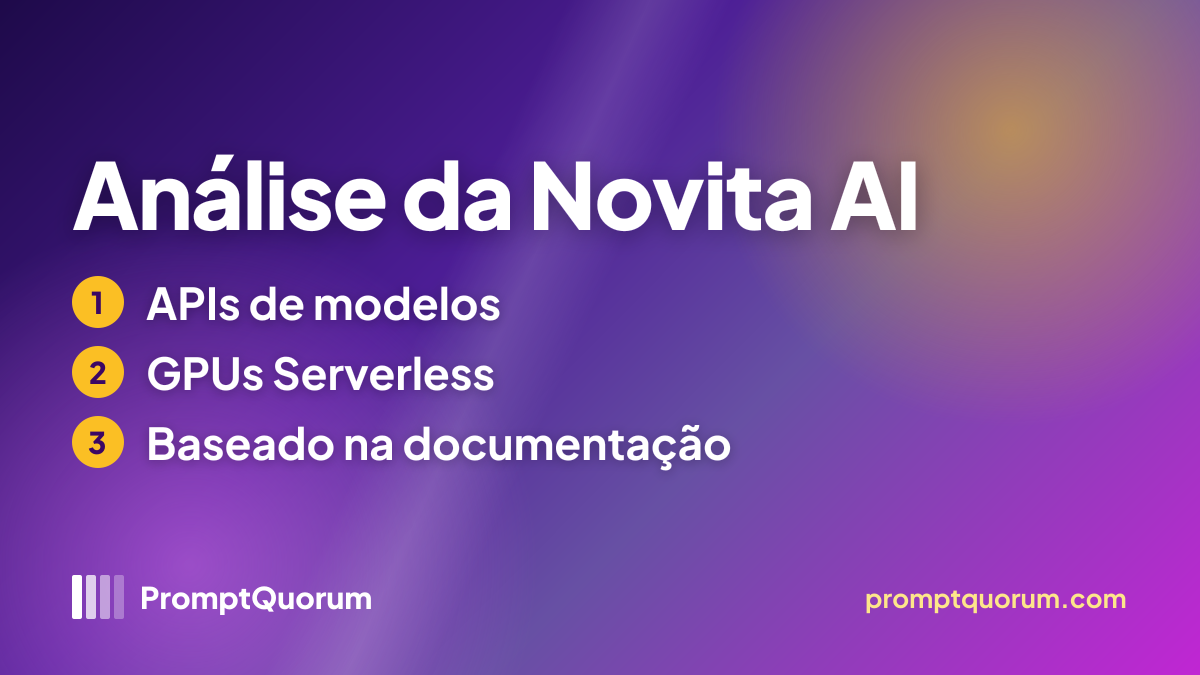 Análise da Novita AI
1 APIs de modelos
2 GPUs Serverless
3 Baseado na documentação
PromptQuorum
promptquorum.com